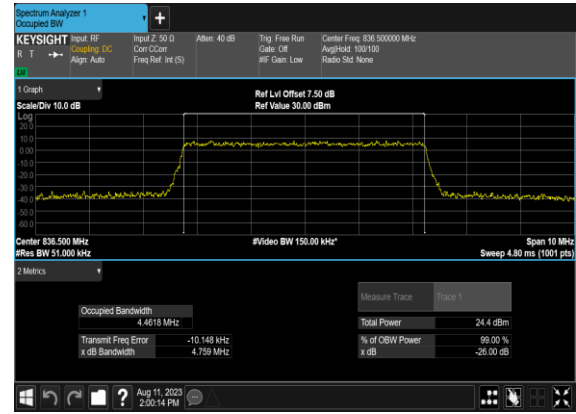 Spectrum Analyzer 1
Occupied BW
KEYSIGHT Input: RF Input Z: 50 Ω Atten: 40 dB Trig: Free Run Center Freq: 836.500000 MHz
R T Coupling: DC Corr CCorr Gate: Off Avg|Hold: 100/100
Align: Auto Freq Ref: Int (S) #IF Gain: Low Radio Std: None
LNI
1 Graph
Ref Lvl Offset 7.50 dB
Scale/Div 10.0 dB Ref Value 30.00 dBm
Log
20.0
10.0
0.00
-10.0
-20.0
-30.0
-40.0
-50.0
-60.0
Center 836.500 MHz #Video BW 150.00 kHz* Span 10 MHz
#Res BW 51.000 kHz Sweep 4.80 ms (1001 pts)
2 Metrics
Measure Trace Trace 1
Occupied Bandwidth
4.4618 MHz Total Power 24.4 dBm
Transmit Freq Error -10.148 kHz % of OBW Power 99.00 %
x dB Bandwidth 4.759 MHz x dB -26.00 dB
?
Aug 11, 2023
2:00:14 PM